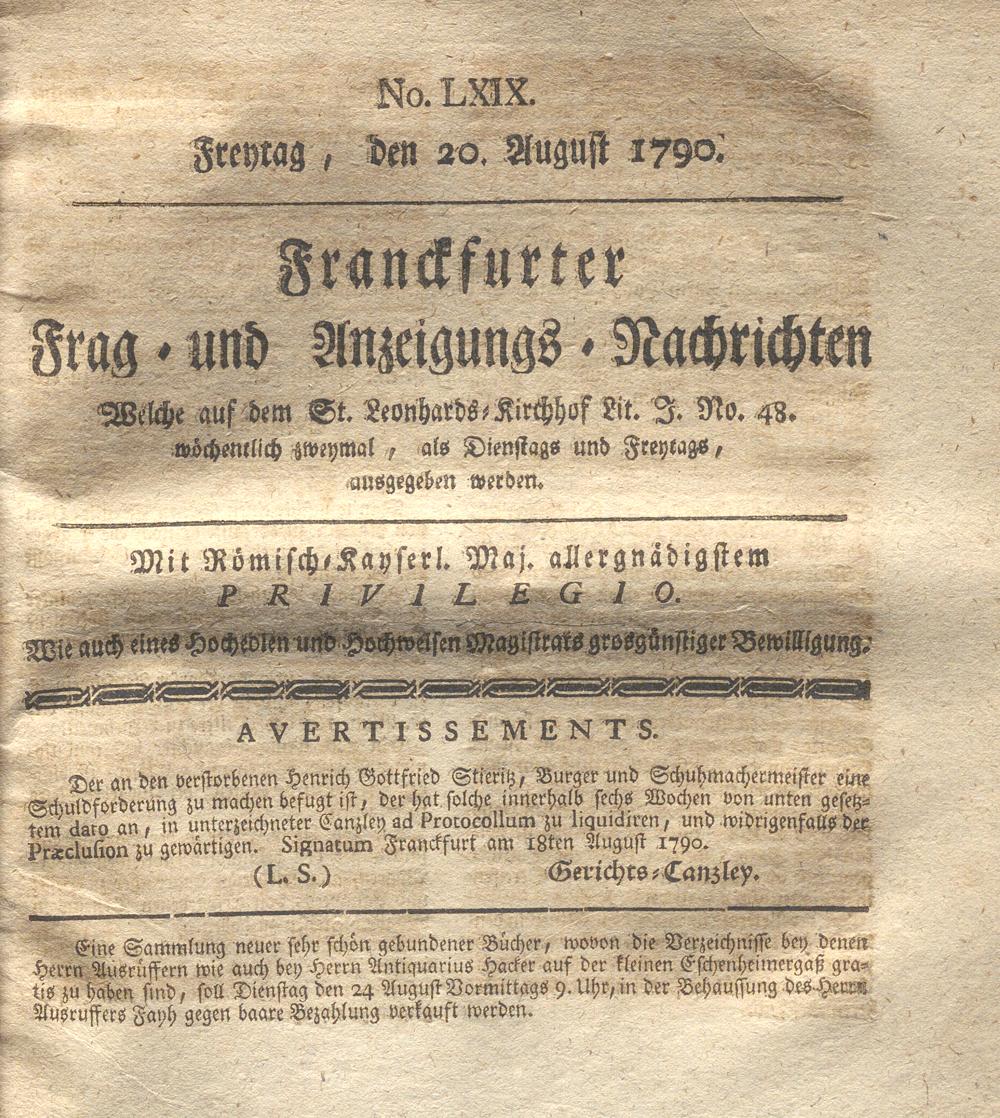 No. LXIX.
Freytag, den 20. August 1790.
Franckfurter
Frag- und Anzeigungs-Nachrichten
Welche auf dem St. Leonhards-Kirchhof Lit. J. No. 48.
wöchentlich zweymal, als Dienstags und Freytags,
ausgegeben werden.
Mit Römisch-Kayserl. Maj. allergnädigstem
PRIVILEGIO.
Wie auch eines Hochedlen und Hochweisen Magistrats grosgünstiger Bewilligung.
AVERTISSEMENTS.
Der an den verstorbenen Henrich Gottfried Stieritz, Burger und Schuhmachermeister eine
Schuldforderung zu machen befugt ist, der hat solche innerhalb sechs Wochen von unten gesetz-
tem dato an, in unterzeichneter Canzley ad Protocollum zu liquidiren, und widrigenfalls der
Præclusion zu gewärtigen. Signatum Franckfurt am 18ten August 1790.
(L. S.) Gerichts-Canzley.
Eine Sammlung neuer sehr schön gebundener Bücher, wovon die Verzeichnisse bey denen
Herrn Ausrüffern wie auch bey Herrn Antiquarius Hacker auf der kleinen Eschenheimergaß gra-
tis zu haben sind, soll Dienstag den 24 August Vormittags 9. Uhr, in der Behaussung des Herrn
Ausruffers Fayh gegen baare Bezahlung verkauft werden.